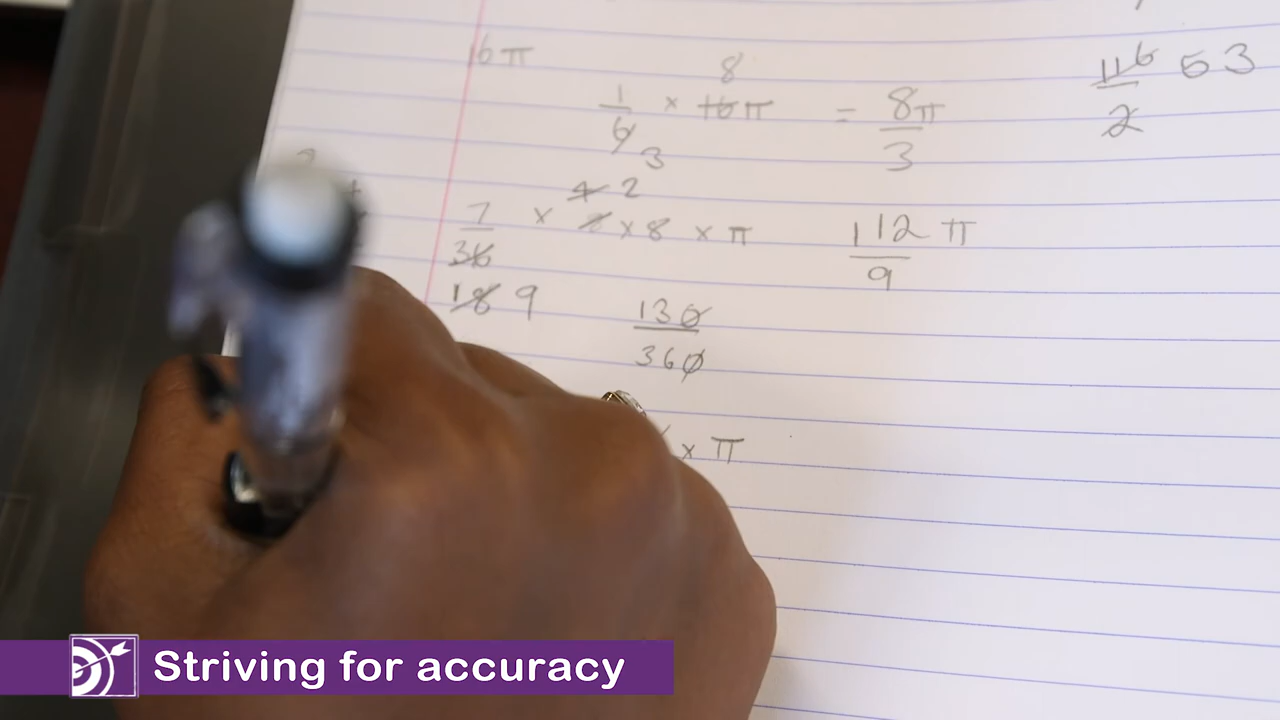 16π
8
1/6 × 16π = 8π/3
3
116 53
2
4 2
7/36 × 8 × 8 × π 112π/9
18 9
130/360
× π
Striving for accuracy